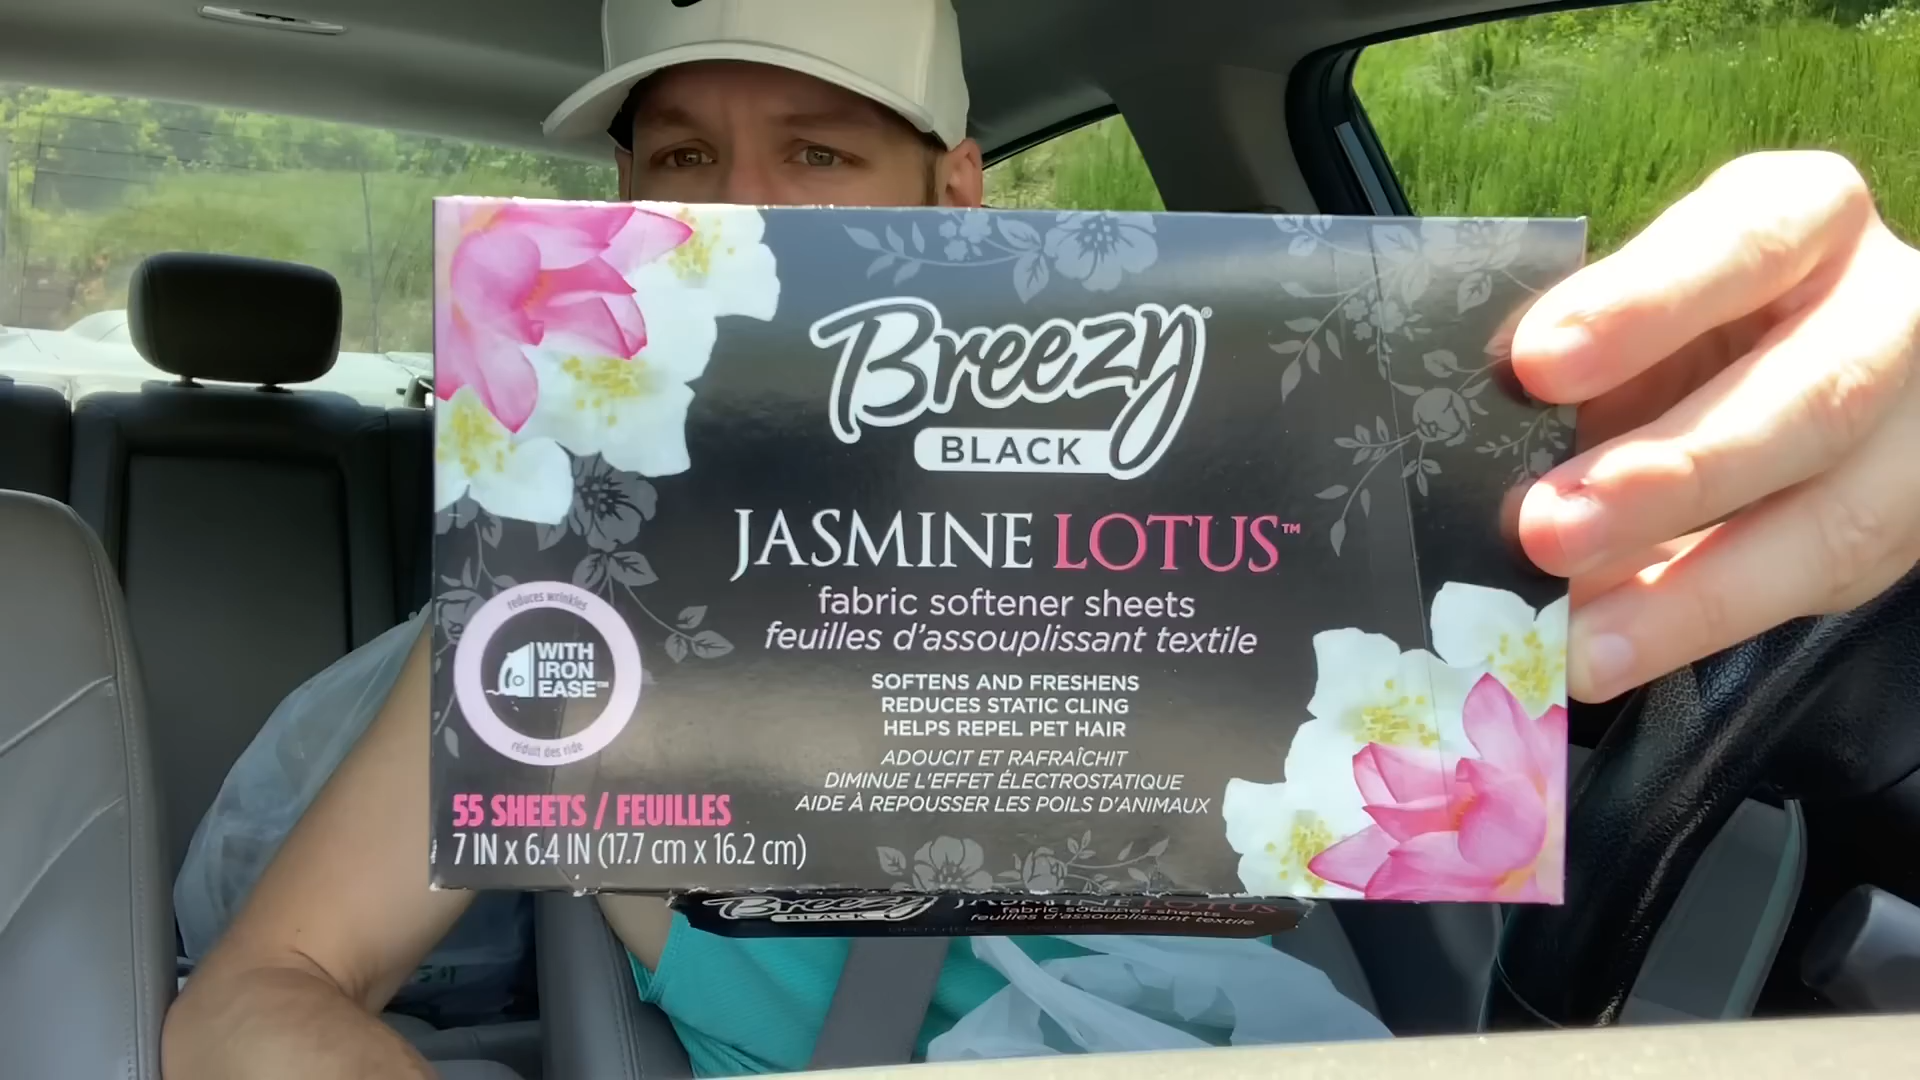 Breezy®
BLACK
JASMINE LOTUS™
fabric softener sheets
feuilles d'assouplissant textile
reduces wrinkles
WITH
IRON
EASE™
réduit des ride
SOFTENS AND FRESHENS
REDUCES STATIC CLING
HELPS REPEL PET HAIR
ADOUCIT ET RAFRAÎCHIT
DIMINUE L'EFFET ÉLECTROSTATIQUE
AIDE À REPOUSSER LES POILS D'ANIMAUX
55 SHEETS / FEUILLES
7 IN x 6.4 IN (17.7 cm x 16.2 cm)
Breezy
BLACK
JASMINE LOTUS
fabric softener sheets
feuilles d'assouplissant textile